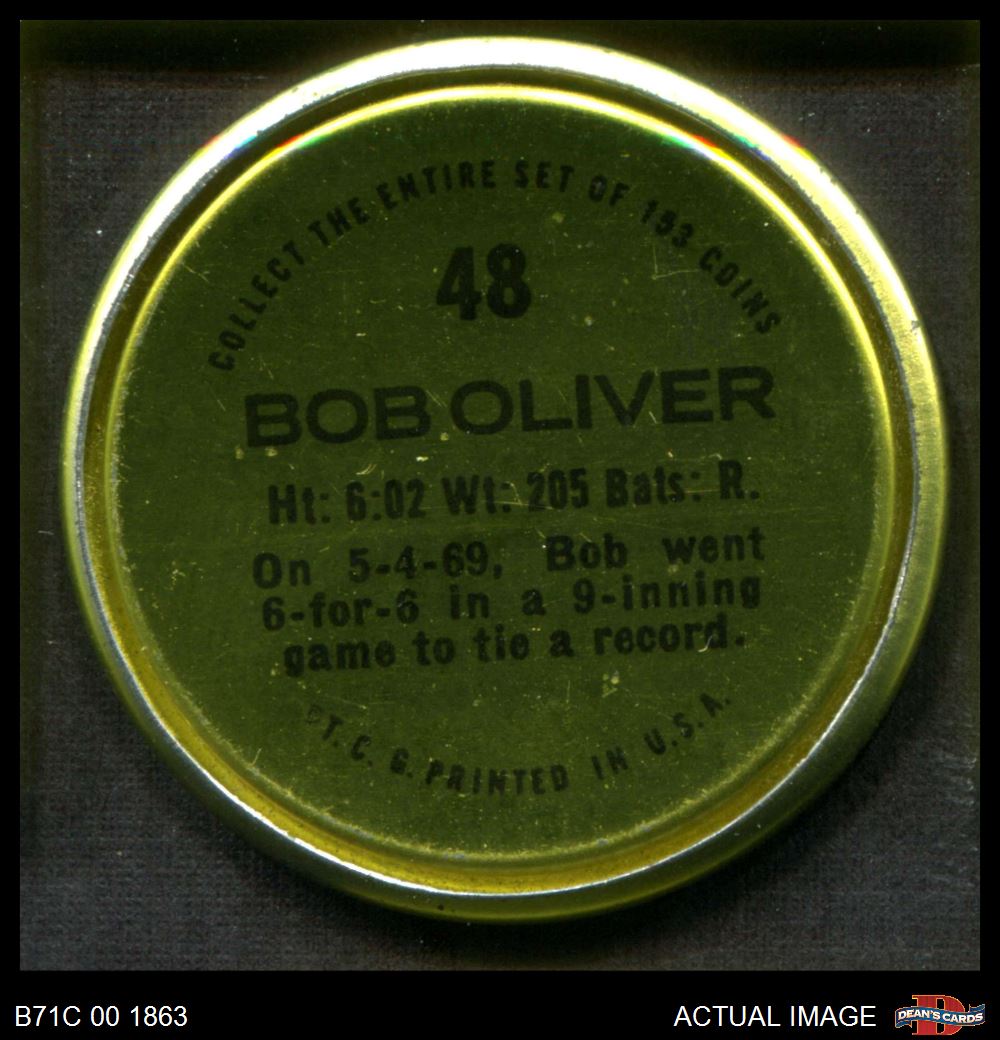 COLLECT THE ENTIRE SET OF 153 COINS
48
BOB OLIVER
Ht: 6:02 Wt: 205 Bats: R.
On 5-4-69, Bob went
6-for-6 in a 9-inning
game to tie a record.
©T. C. G. PRINTED IN U.S.A.
B71C 00 1863
ACTUAL IMAGE
D
DEAN'S CARDS